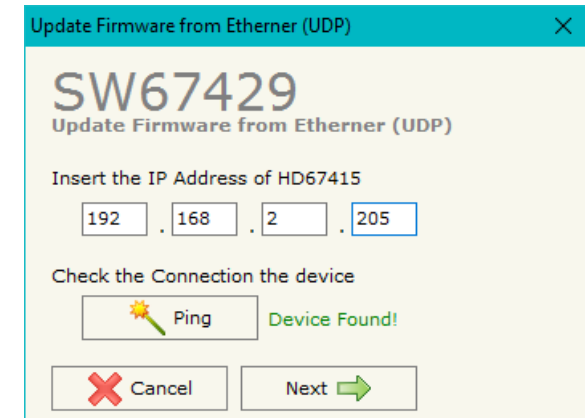 Update Firmware from Etherner (UDP)
SW67429
Update Firmware from Etherner (UDP)
Insert the IP Address of HD67415
192 . 168 . 2 . 205
Check the Connection the device
Ping Device Found!
Cancel Next